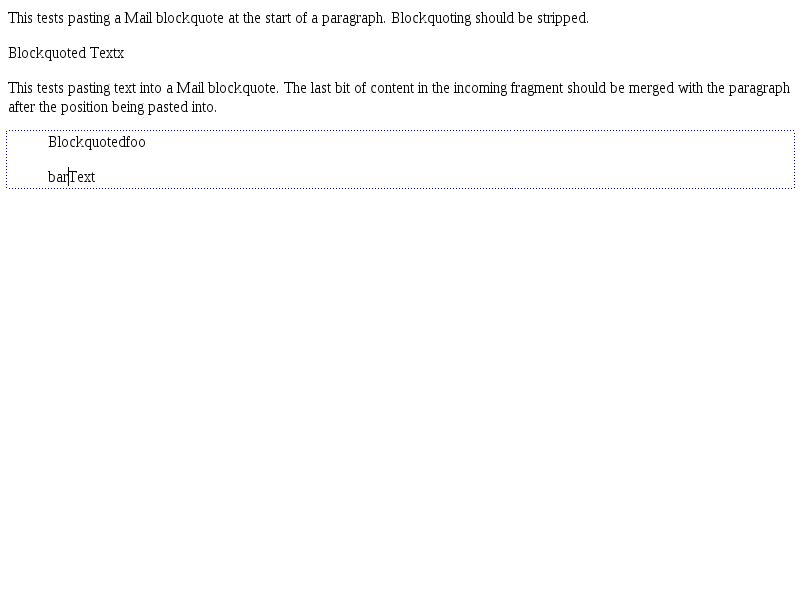 This tests pasting a Mail blockquote at the start of a paragraph. Blockquoting should be stripped.
Blockquoted Textx
This tests pasting text into a Mail blockquote. The last bit of content in the incoming fragment should be merged with the paragraph
after the position being pasted into.
Blockquotedfoo
barText